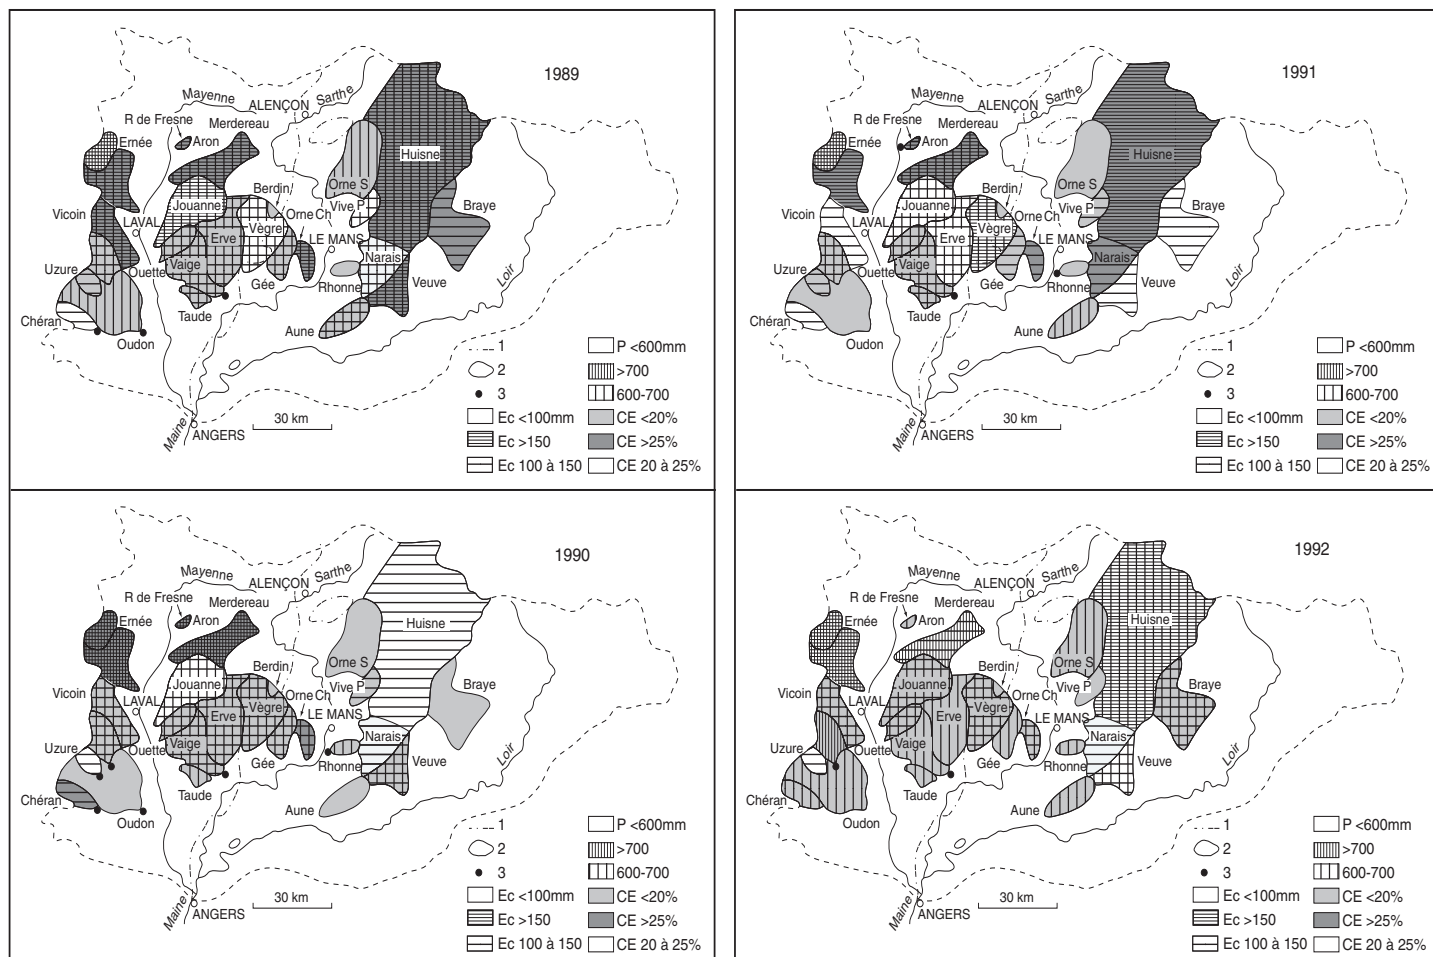 1989
Mayenne
ALENÇON
Sarthe
R de Fresne
Merdereau
Ernée
Aron
Huisne
Berdin
Orne S
Jouanne
Vicoin
Vive P
Braye
Orne Ch
LAVAL
Erve
Vègre
LE MANS
Uzure
Ouette
Vaige
Narais
Loir
Gée
Rhonne
Veuve
Taude
Chéran
Aune
Oudon
1
P <600mm
2
>700
3
600-700
30 km
Ec <100mm
CE <20%
Maine
ANGERS
Ec >150
CE >25%
Ec 100 à 150
CE 20 à 25%
1991
Mayenne
ALENÇON
Sarthe
R de Fresne
Merdereau
Ernée
Aron
Huisne
Berdin
Orne S
Jouanne
Vicoin
Vive P
Braye
Orne Ch
LAVAL
Erve
Vègre
LE MANS
Uzure
Ouette
Vaige
Narais
Loir
Gée
Rhonne
Veuve
Taude
Chéran
Aune
Oudon
1
P <600mm
2
>700
3
600-700
30 km
Ec <100mm
CE <20%
Maine
ANGERS
Ec >150
CE >25%
Ec 100 à 150
CE 20 à 25%
1990
Mayenne
ALENÇON
Sarthe
R de Fresne
Merdereau
Ernée
Aron
Huisne
Berdin
Orne S
Jouanne
Vicoin
Vive P
Braye
Orne Ch
LAVAL
Erve
Vègre
LE MANS
Uzure
Ouette
Vaige
Narais
Loir
Gée
Rhonne
Veuve
Taude
Chéran
Aune
Oudon
1
P <600mm
2
>700
3
600-700
30 km
Ec <100mm
CE <20%
Maine
ANGERS
Ec >150
CE >25%
Ec 100 à 150
CE 20 à 25%
1992
Mayenne
ALENÇON
Sarthe
R de Fresne
Merdereau
Ernée
Aron
Huisne
Berdin
Orne S
Jouanne
Vicoin
Vive P
Braye
Orne Ch
LAVAL
Erve
Vègre
LE MANS
Uzure
Ouette
Vaige
Narais
Loir
Gée
Rhonne
Veuve
Taude
Chéran
Aune
Oudon
1
P <600mm
2
>700
3
600-700
30 km
Ec <100mm
CE <20%
Maine
ANGERS
Ec >150
CE >25%
Ec 100 à 150
CE 20 à 25%